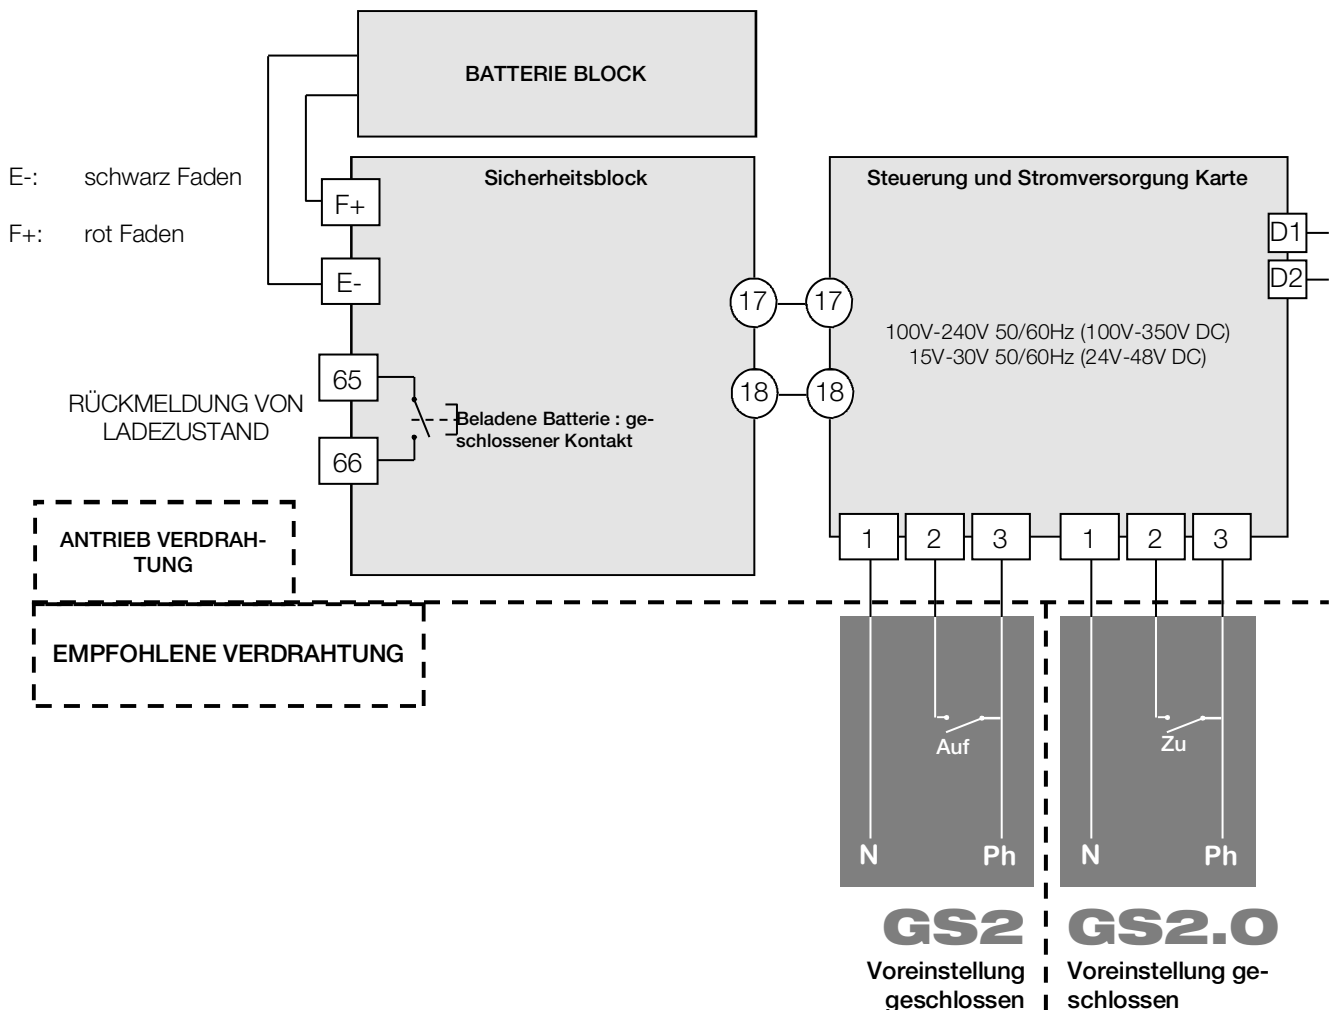 BATTERIE BLOCK
E-: schwarz Faden
F+: rot Faden
F+
E-
Sicherheitsblock
Steuerung und Stromversorgung Karte
D1
D2
17
17
100V-240V 50/60Hz (100V-350V DC)
15V-30V 50/60Hz (24V-48V DC)
18
18
65
RÜCKMELDUNG VON
LADEZUSTAND
66
Beladene Batterie : ge-
schlossener Kontakt
1
2
3
1
2
3
ANTRIEB VERDRAH-
TUNG
EMPFOHLENE VERDRAHTUNG
Auf
N
Ph
Zu
N
Ph
GS2
Voreinstellung
geschlossen
GS2.0
Voreinstellung ge-
schlossen